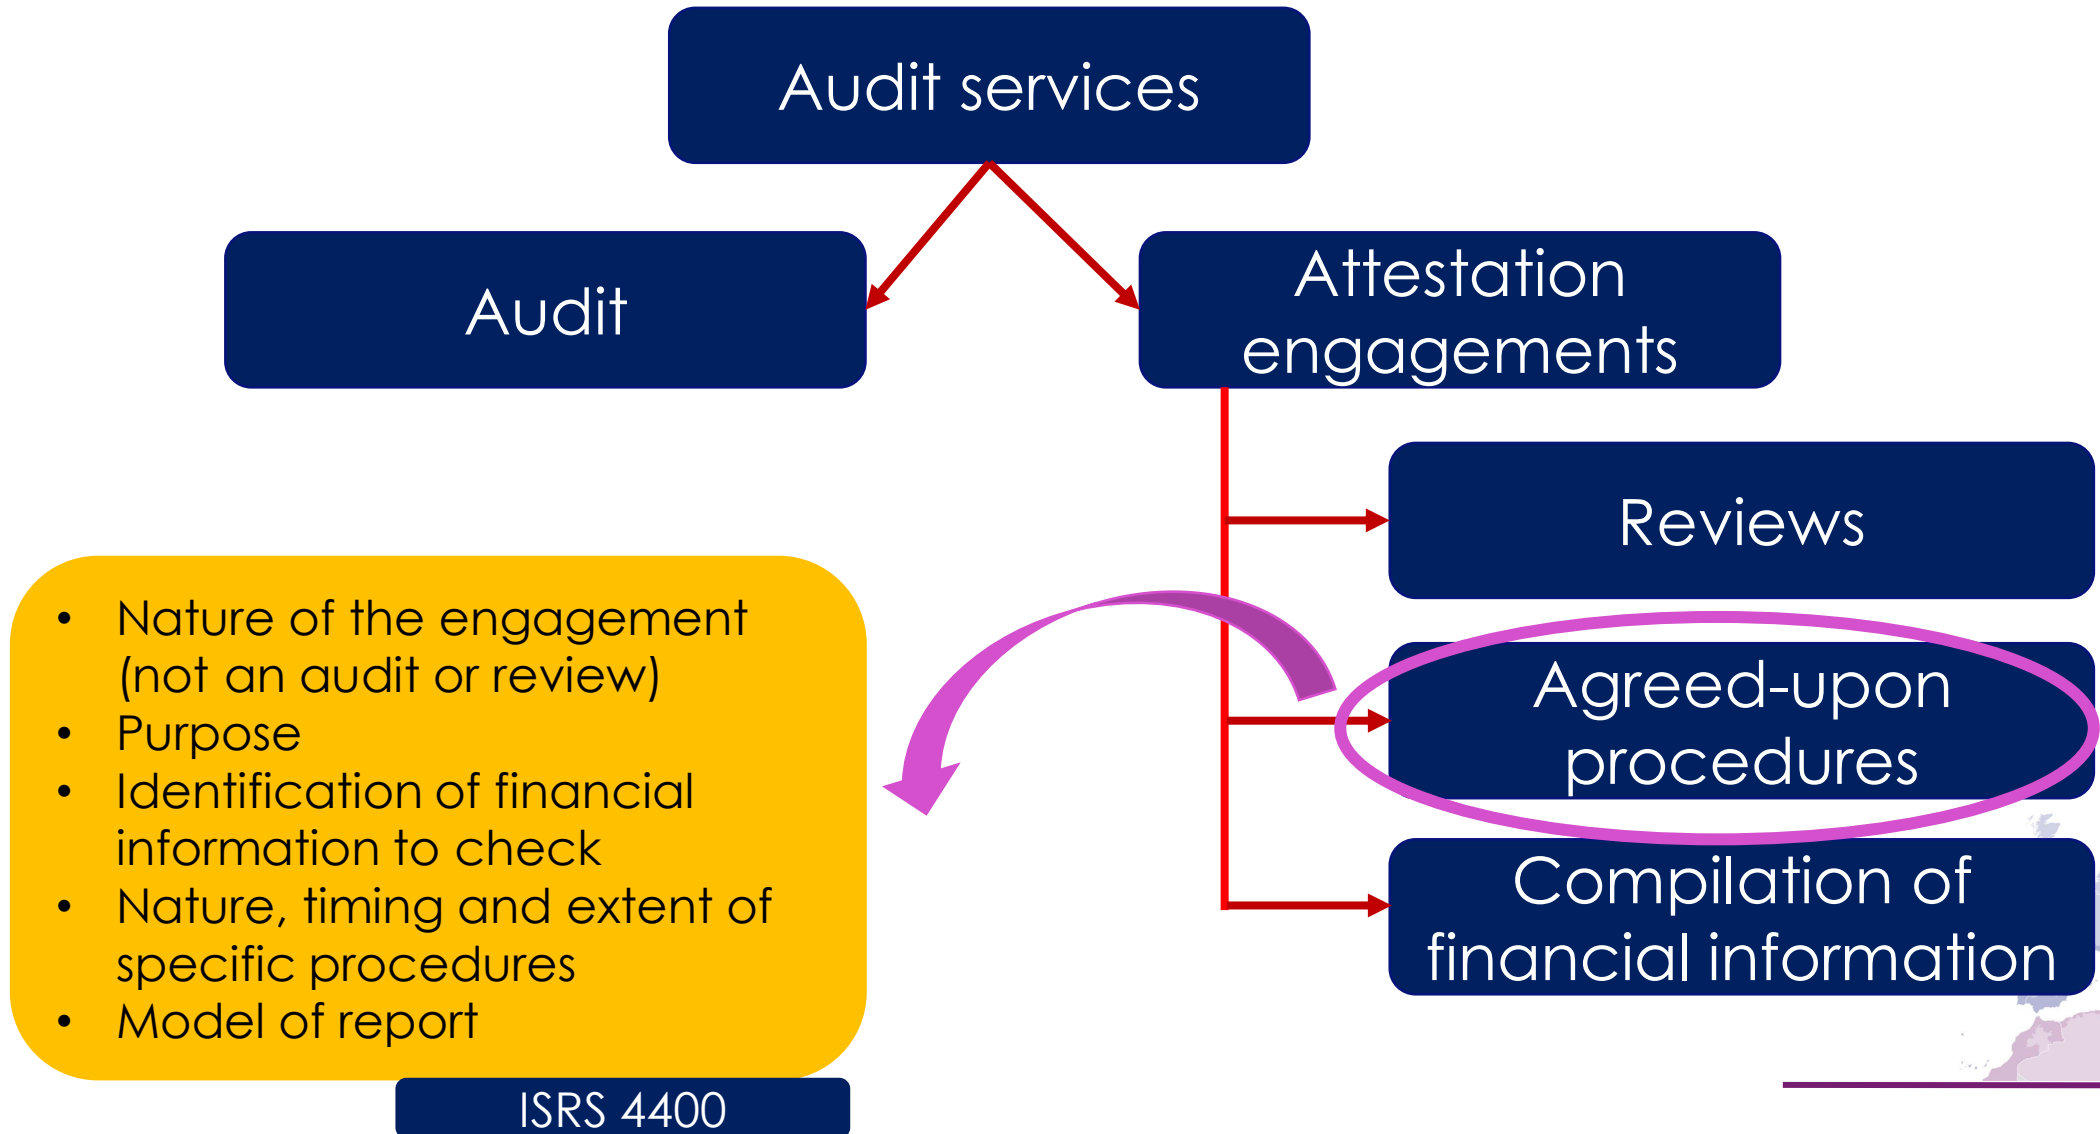 Audit services
Audit
Attestation
engagements
Reviews
Agreed-upon
procedures
Compilation of
financial information
• Nature of the engagement
(not an audit or review)
• Purpose
• Identification of financial
information to check
• Nature, timing and extent of
specific procedures
• Model of report
ISRS 4400